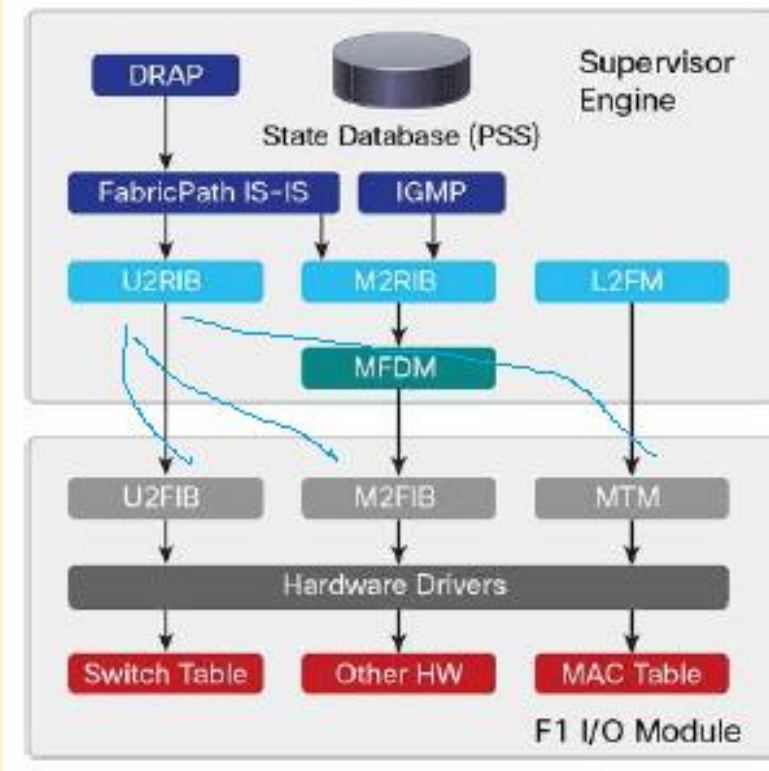 DRAP
Supervisor
Engine
State Database (PSS)
FabricPath IS-IS
IGMP
U2RIB
M2RIB
L2FM
MFDM
U2FIB
M2FIB
MTM
Hardware Drivers
Switch Table
Other HW
MAC Table
F1 I/O Module